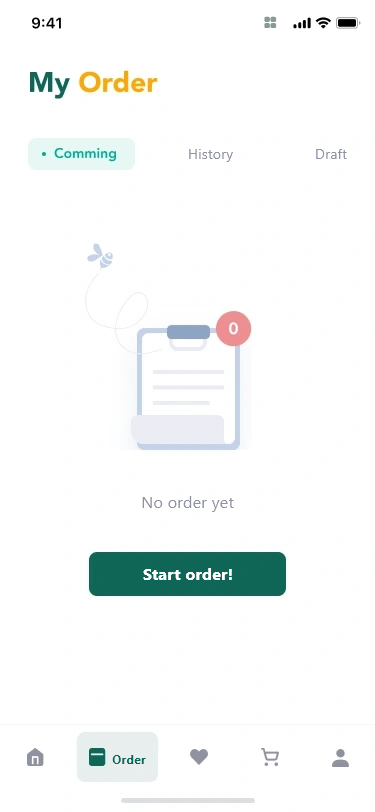 9:41
My Order
• Comming
History
Draft
0
No order yet
Start order!
Order